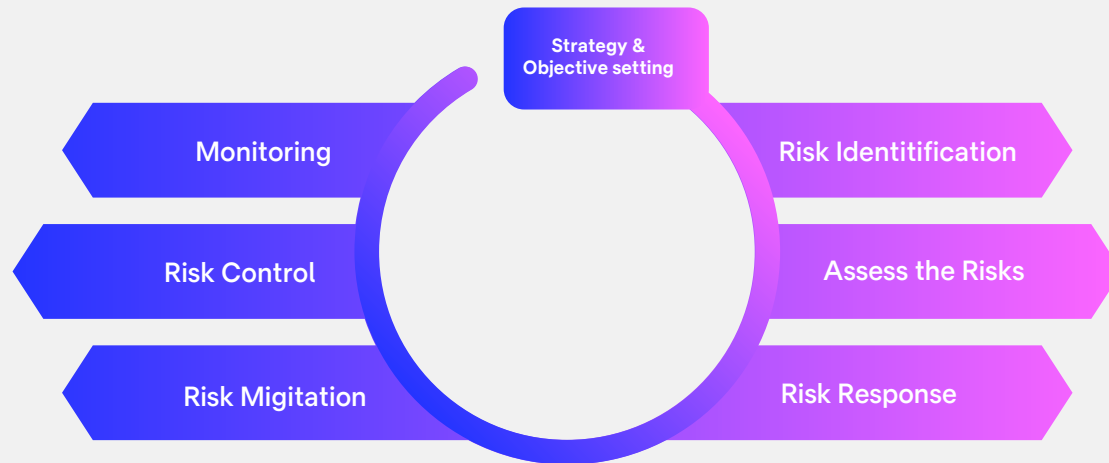 Strategy &
Objective setting
Monitoring
Risk Identitification
Risk Control
Assess the Risks
Risk Migitation
Risk Response